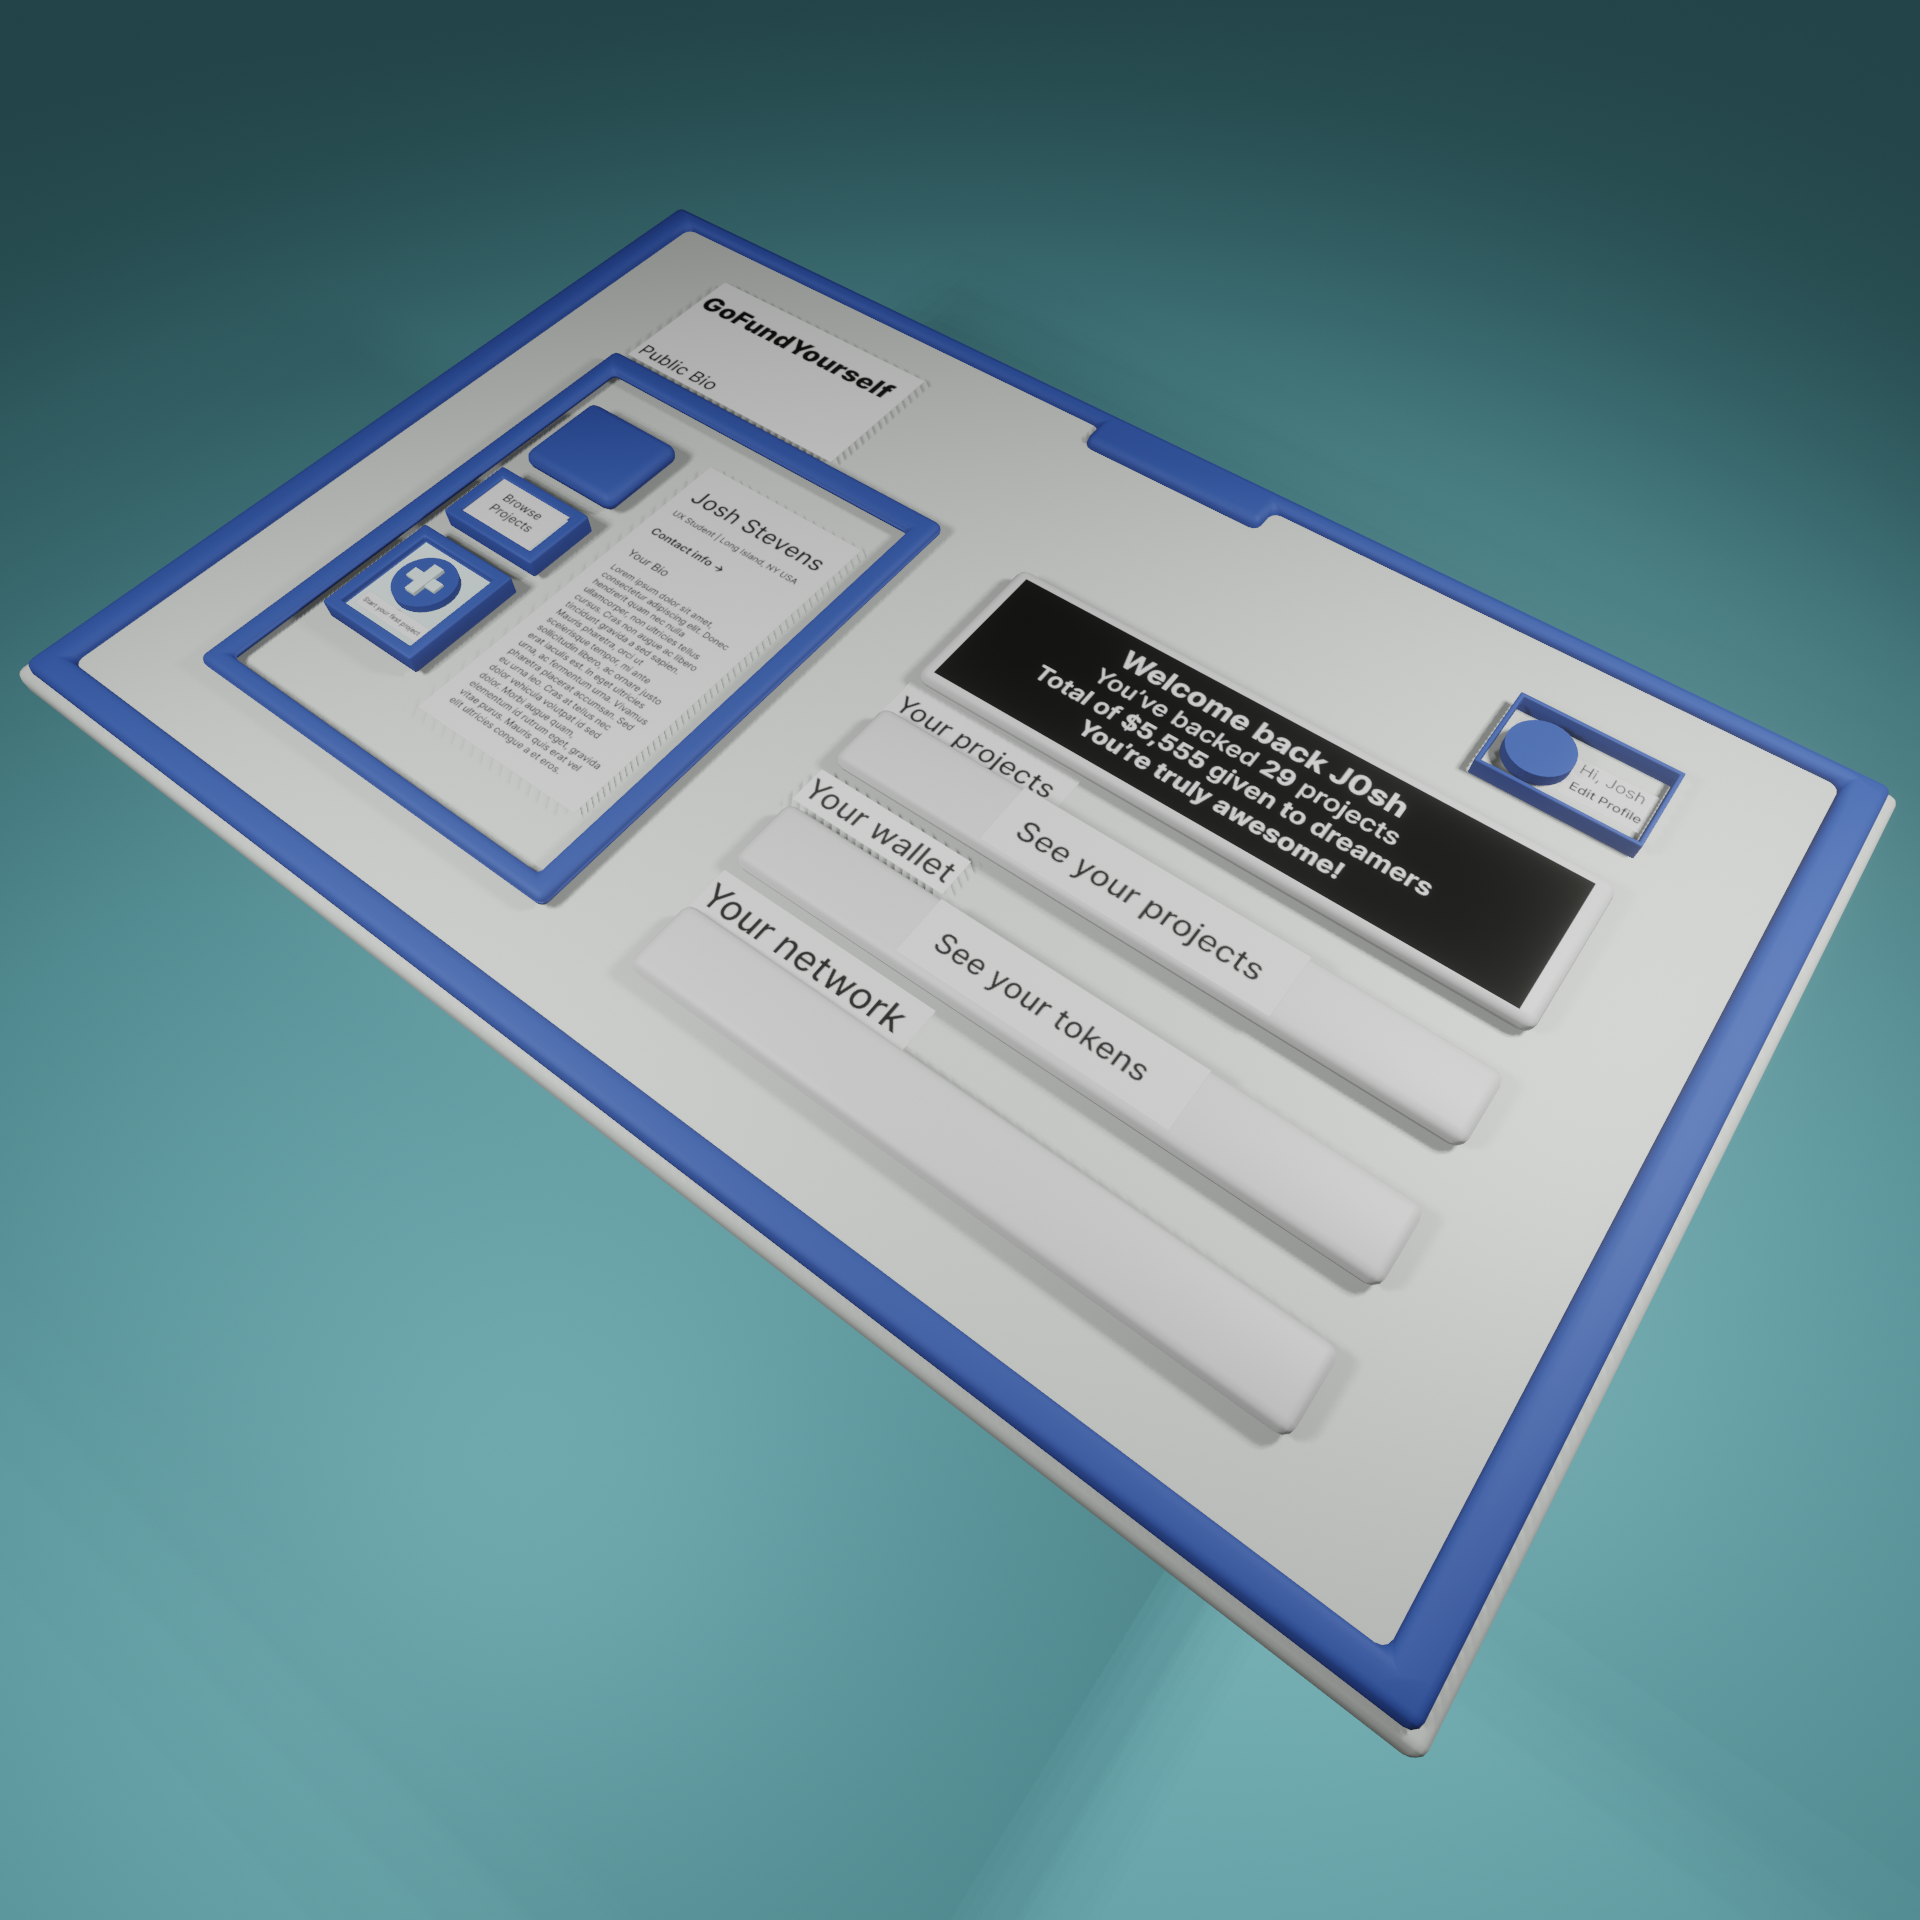 GoFundYourself
Public Bio
Browse
Projects
Start your first project
Josh Stevens
UX Student | Long Island, NY USA
Contact info →
Your Bio
Lorem ipsum dolor sit amet,
consectetur adipiscing elit. Donec
hendrerit quam nec nulla
ullamcorper, non ultricies tellus
cursus. Cras non augue ac libero
tincidunt gravida a sed sapien.
Mauris pharetra, orci ut
scelerisque tempor, mi ante
sollicitudin libero, ac ornare justo
erat iaculis est. In eget ultricies
urna, ac fermentum urna. Vivamus
pharetra placerat accumsan. Sed
eu urna leo. Cras at tellus nec
dolor vehicula volutpat id sed
dolor. Morbi augue quam,
elementum id rutrum eget, gravida
vitae purus. Mauris quis erat vel
elit ultricies congue a et eros.
Welcome back J0sh
You've backed 29 projects
Total of $5,555 given to dreamers
You're truly awesome!
Hi, Josh
Edit Profile
Your projects
See your projects
Your wallet
See your tokens
Your network